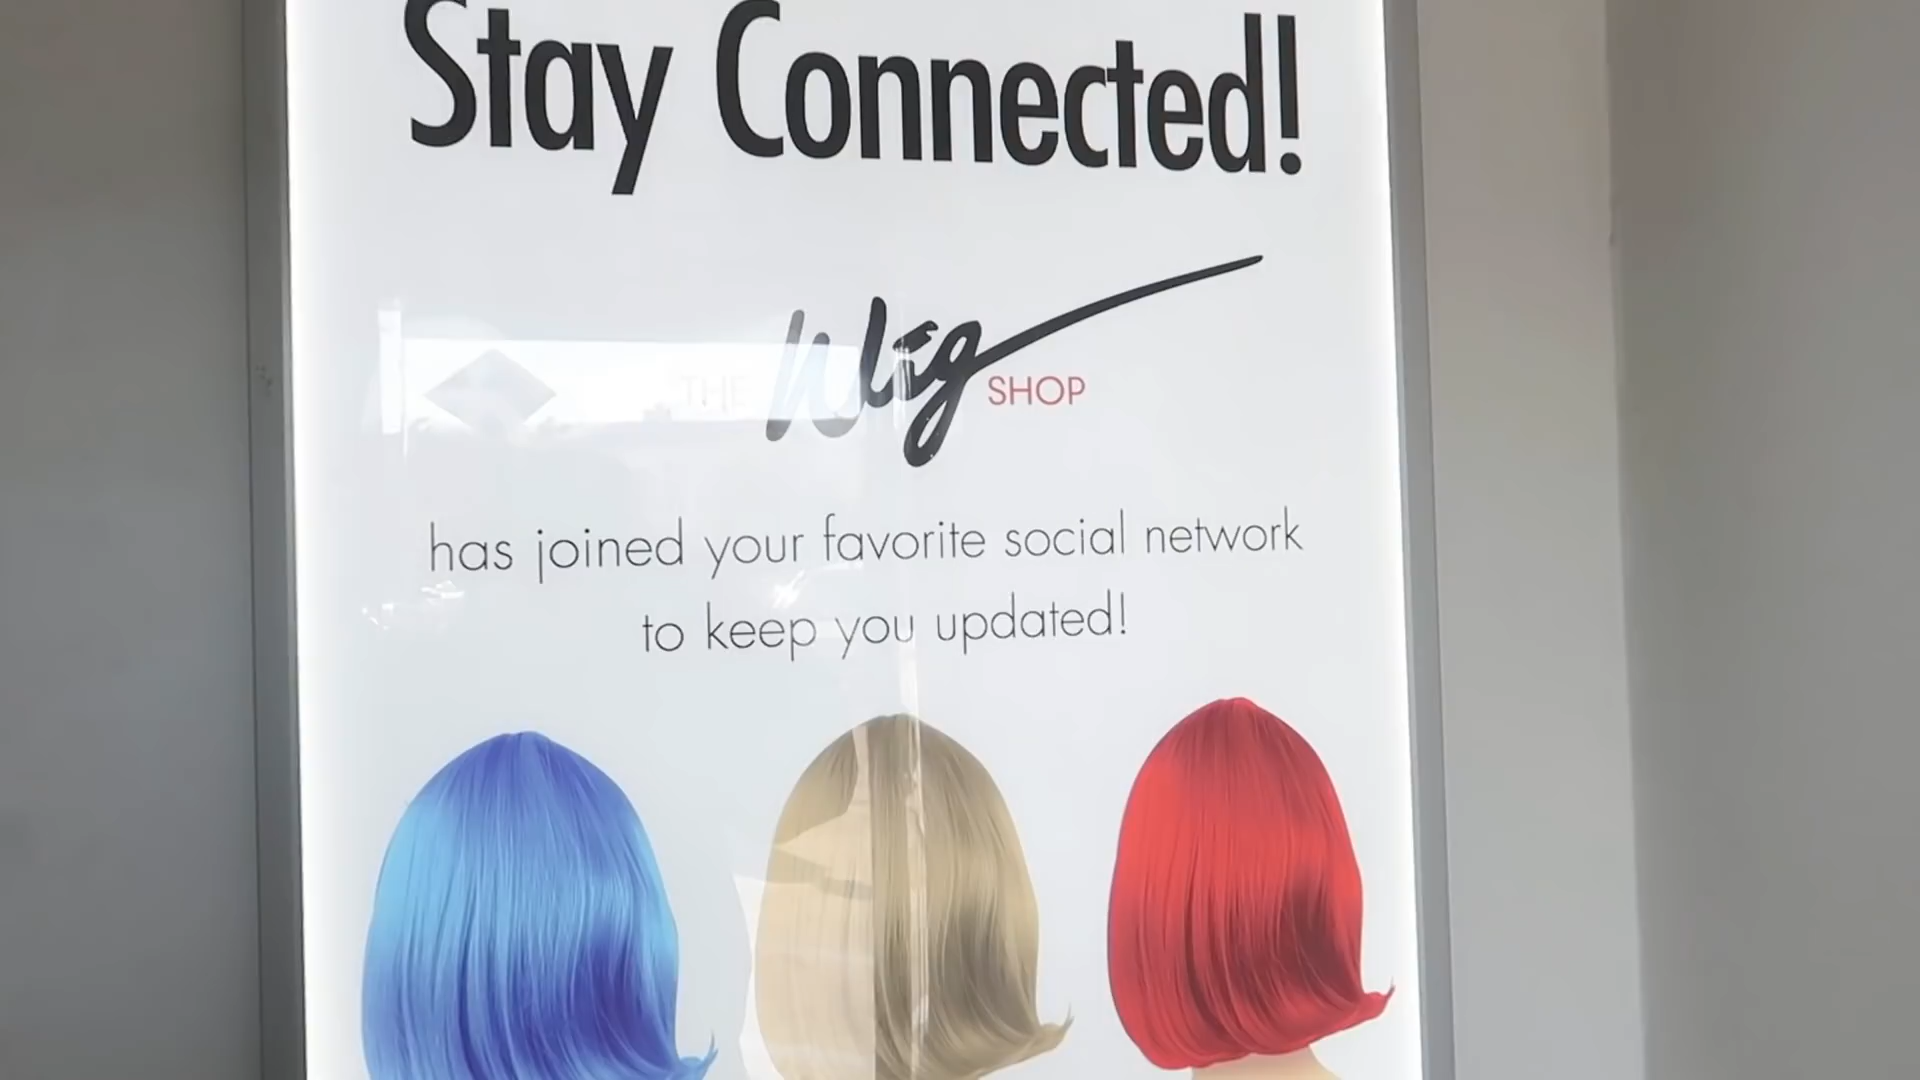 Stay Connected!
THE Wig SHOP
has joined your favorite social network
to keep you updated!